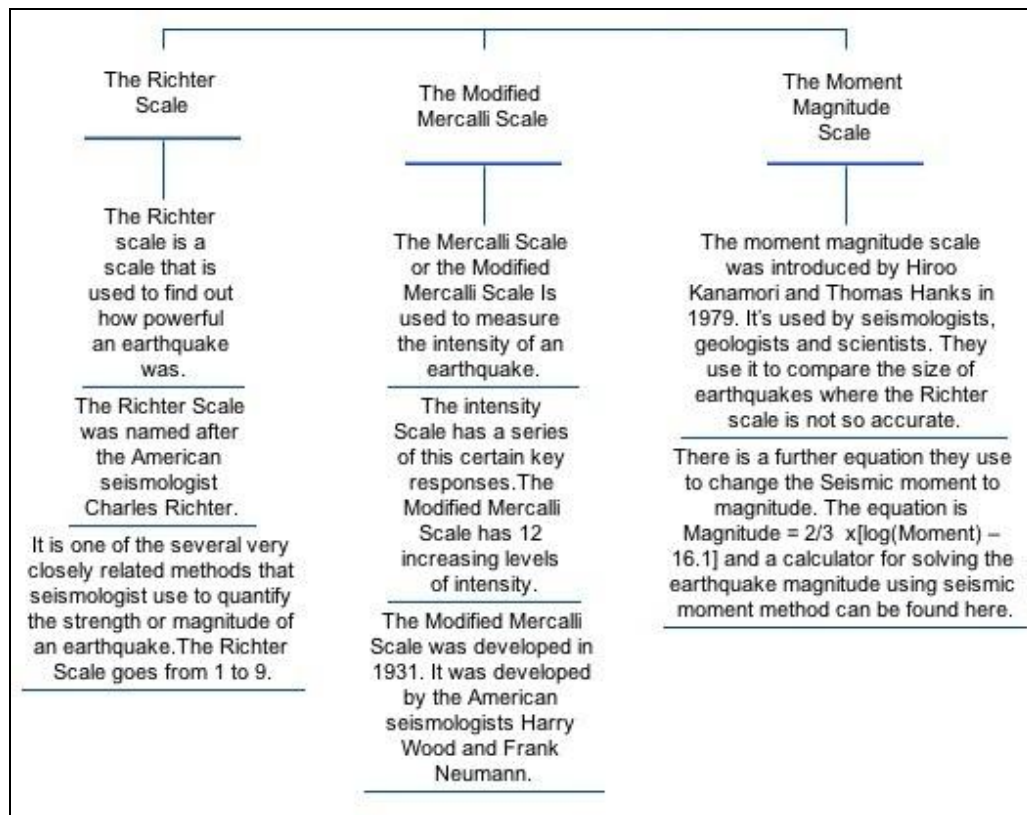 The Richter
Scale
The Richter
scale is a
scale that is
used to find out
how powerful
an earthquake
was.
The Richter Scale
was named after
the American
seismologist
Charles Richter.
It is one of the several very
closely related methods that
seismologist use to quantify
the strength or magnitude of
an earthquake.The Richter
Scale goes from 1 to 9.
The Modified
Mercalli Scale
The Mercalli Scale
or the Modified
Mercalli Scale Is
used to measure
the intensity of an
earthquake.
The intensity
Scale has a series
of this certain key
responses.The
Modified Mercalli
Scale has 12
increasing levels
of intensity.
The Modified Mercalli
Scale was developed in
1931. It was developed
by the American
seismologists Harry
Wood and Frank
Neumann.
The Moment
Magnitude
Scale
The moment magnitude scale
was introduced by Hiroo
Kanamori and Thomas Hanks in
1979. It's used by seismologists,
geologists and scientists. They
use it to compare the size of
earthquakes where the Richter
scale is not so accurate.
There is a further equation they use
to change the Seismic moment to
magnitude. The equation is
Magnitude = 2/3 x[log(Moment) –
16.1] and a calculator for solving the
earthquake magnitude using seismic
moment method can be found here.